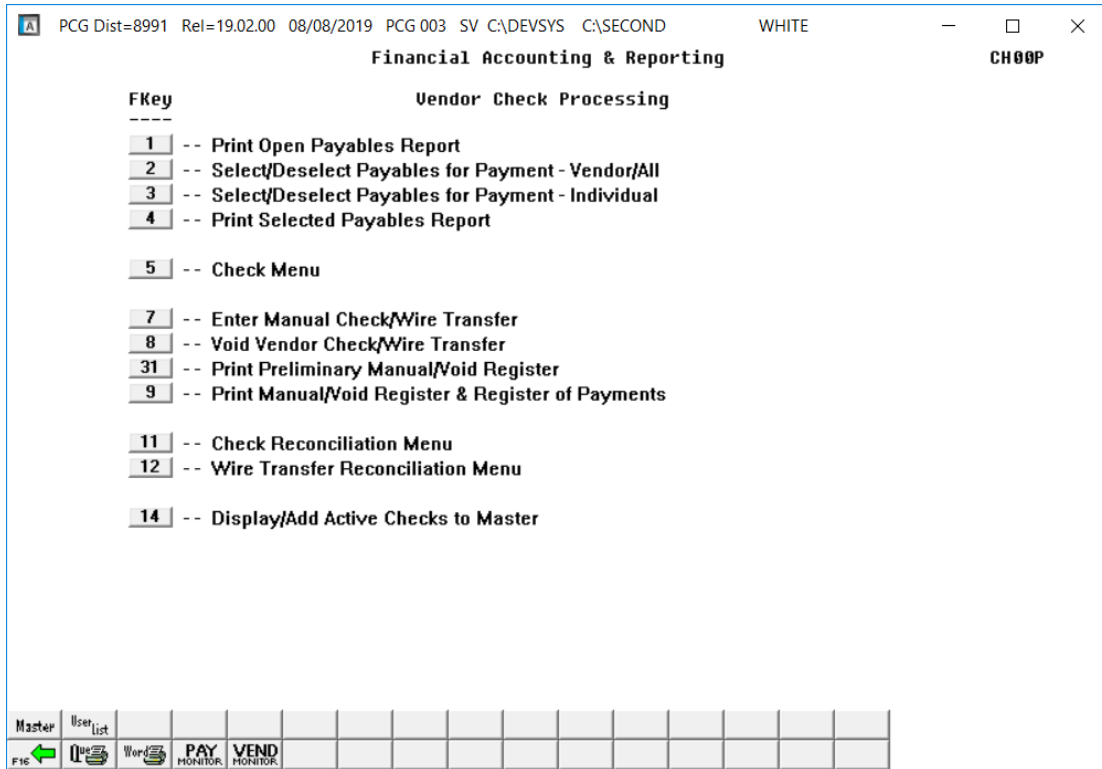 A PCG Dist=8991 Rel=19.02.00 08/08/2019 PCG 003 SV C:\DEVSYS C:\SECOND WHITE
Financial Accounting & Reporting CH00P
FKey Vendor Check Processing
----
1 -- Print Open Payables Report
2 -- Select/Deselect Payables for Payment - Vendor/All
3 -- Select/Deselect Payables for Payment - Individual
4 -- Print Selected Payables Report
5 -- Check Menu
7 -- Enter Manual Check/Wire Transfer
8 -- Void Vendor Check/Wire Transfer
31 -- Print Preliminary Manual/Void Register
9 -- Print Manual/Void Register & Register of Payments
11 -- Check Reconciliation Menu
12 -- Wire Transfer Reconciliation Menu
14 -- Display/Add Active Checks to Master
Master User List
F16 Que Word PAY MONITOR VEND MONITOR